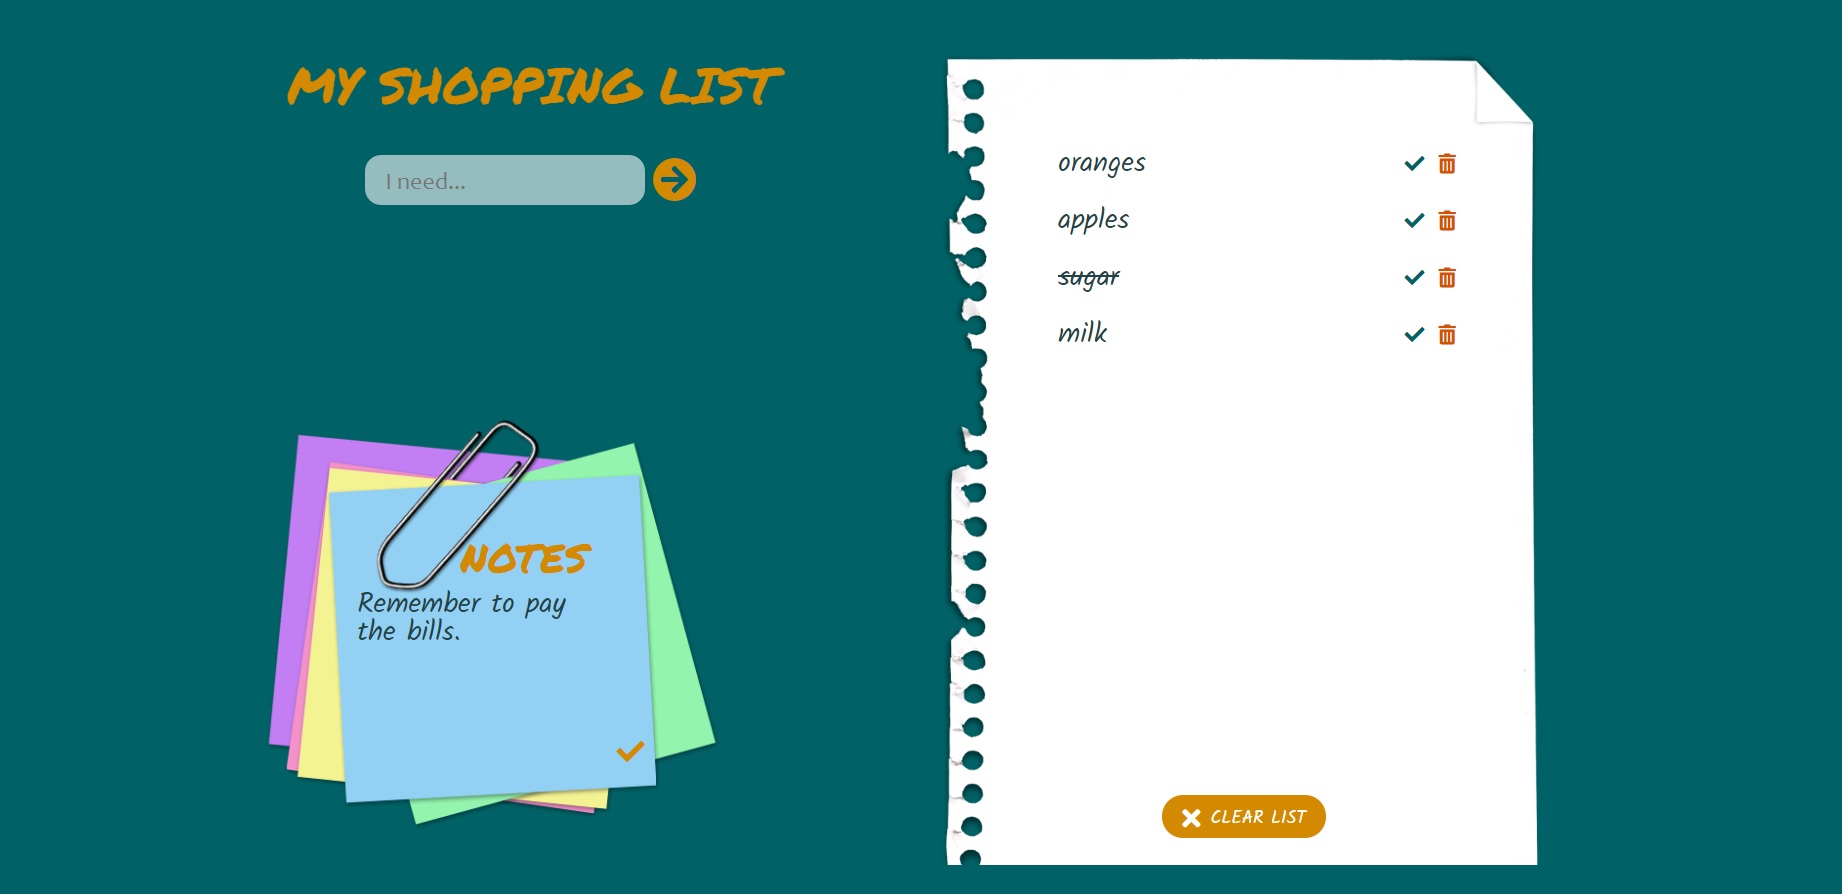 MY SHOPPING LIST
I need...
oranges
apples
sugar
milk
NOTES
Remember to pay
the bills.
CLEAR LIST